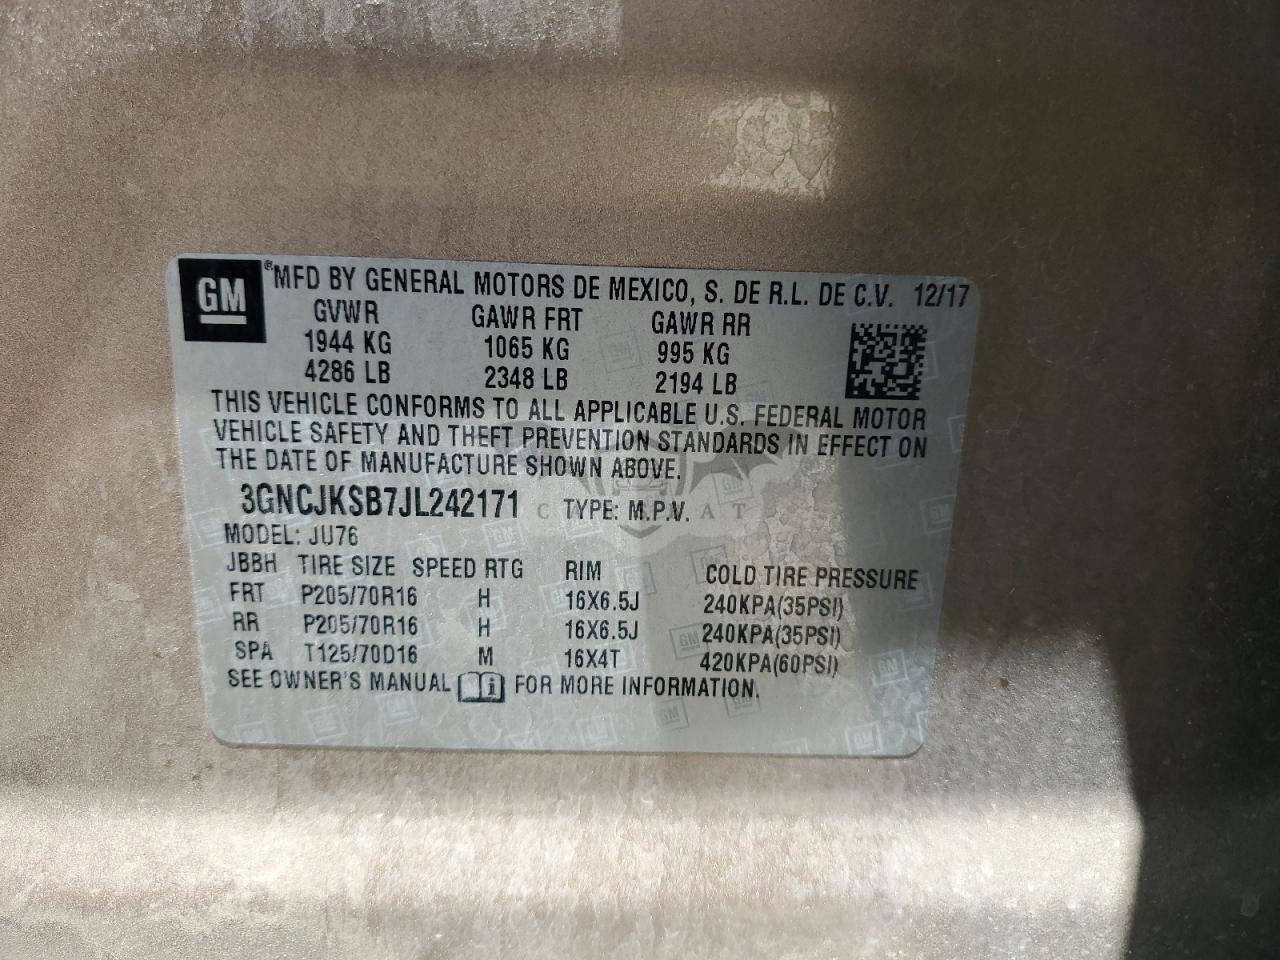 GM ®MFD BY GENERAL MOTORS DE MEXICO, S. DE R.L. DE C.V. 12/17
GVWR GAWR FRT GAWR RR
1944 KG 1065 KG 995 KG
4286 LB 2348 LB 2194 LB
THIS VEHICLE CONFORMS TO ALL APPLICABLE U.S. FEDERAL MOTOR
VEHICLE SAFETY AND THEFT PREVENTION STANDARDS IN EFFECT ON
THE DATE OF MANUFACTURE SHOWN ABOVE.
3GNCJKSB7JL242171 TYPE: M.P.V.
MODEL: JU76
JBBH TIRE SIZE SPEED RTG RIM COLD TIRE PRESSURE
FRT P205/70R16 H 16X6.5J 240KPA(35PSI)
RR P205/70R16 H 16X6.5J 240KPA(35PSI)
SPA T125/70D16 M 16X4T 420KPA(60PSI)
SEE OWNER'S MANUAL i FOR MORE INFORMATION.